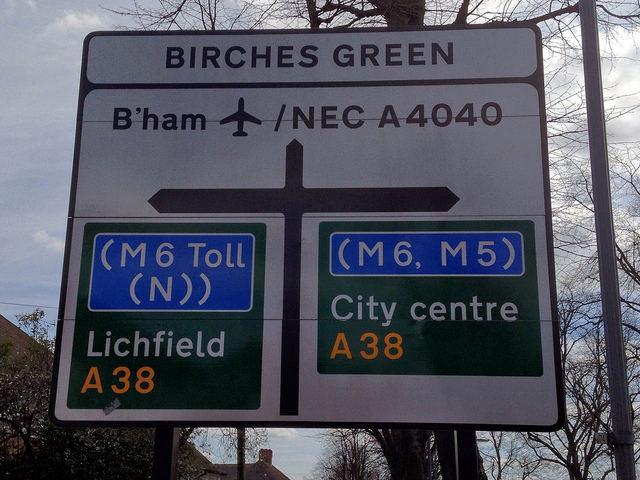 BIRCHES GREEN
B'ham /NEC A4040
(M6 Toll
(N))
Lichfield
A38
(M6, M5)
City centre
A38